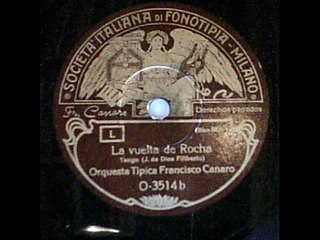 SOCIETÀ ITALIANA DI FONOTIPIA - MILANO
Fr. Canaro
Derechos pagados
L
La vuelta de Rocha
Tango (J. de Dios Filiberto)
Orquesta Tipica Francisco Canaro
O-3514 b